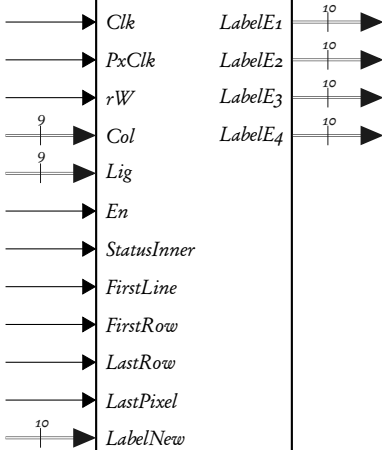 Clk LabelE1 10
PxClk LabelE2 10
rW LabelE3 10
9 Col LabelE4 10
9 Lig
En
StatusInner
FirstLine
FirstRow
LastRow
LastPixel
10 LabelNew